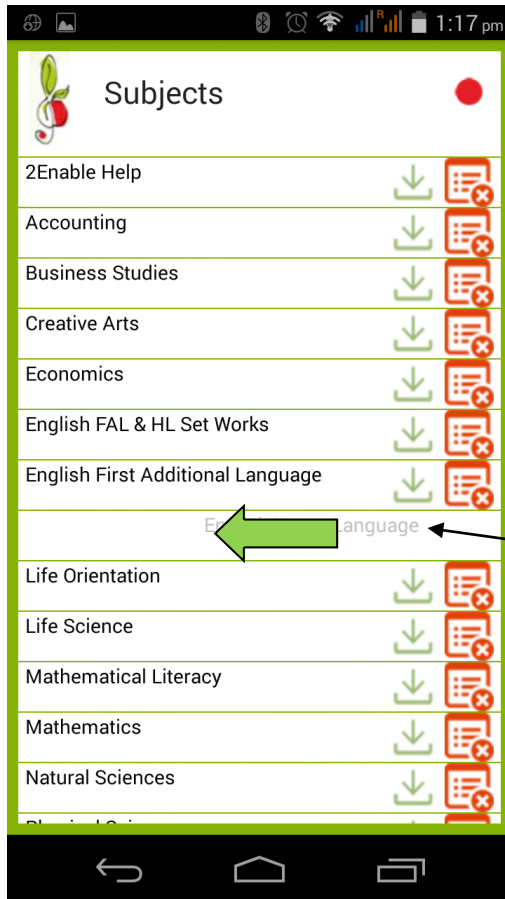 1:17 pm
R
Subjects
2Enable Help
Accounting
Business Studies
Creative Arts
Economics
English FAL & HL Set Works
English First Additional Language
Language
Life Orientation
Life Science
Mathematical Literacy
Mathematics
Natural Sciences